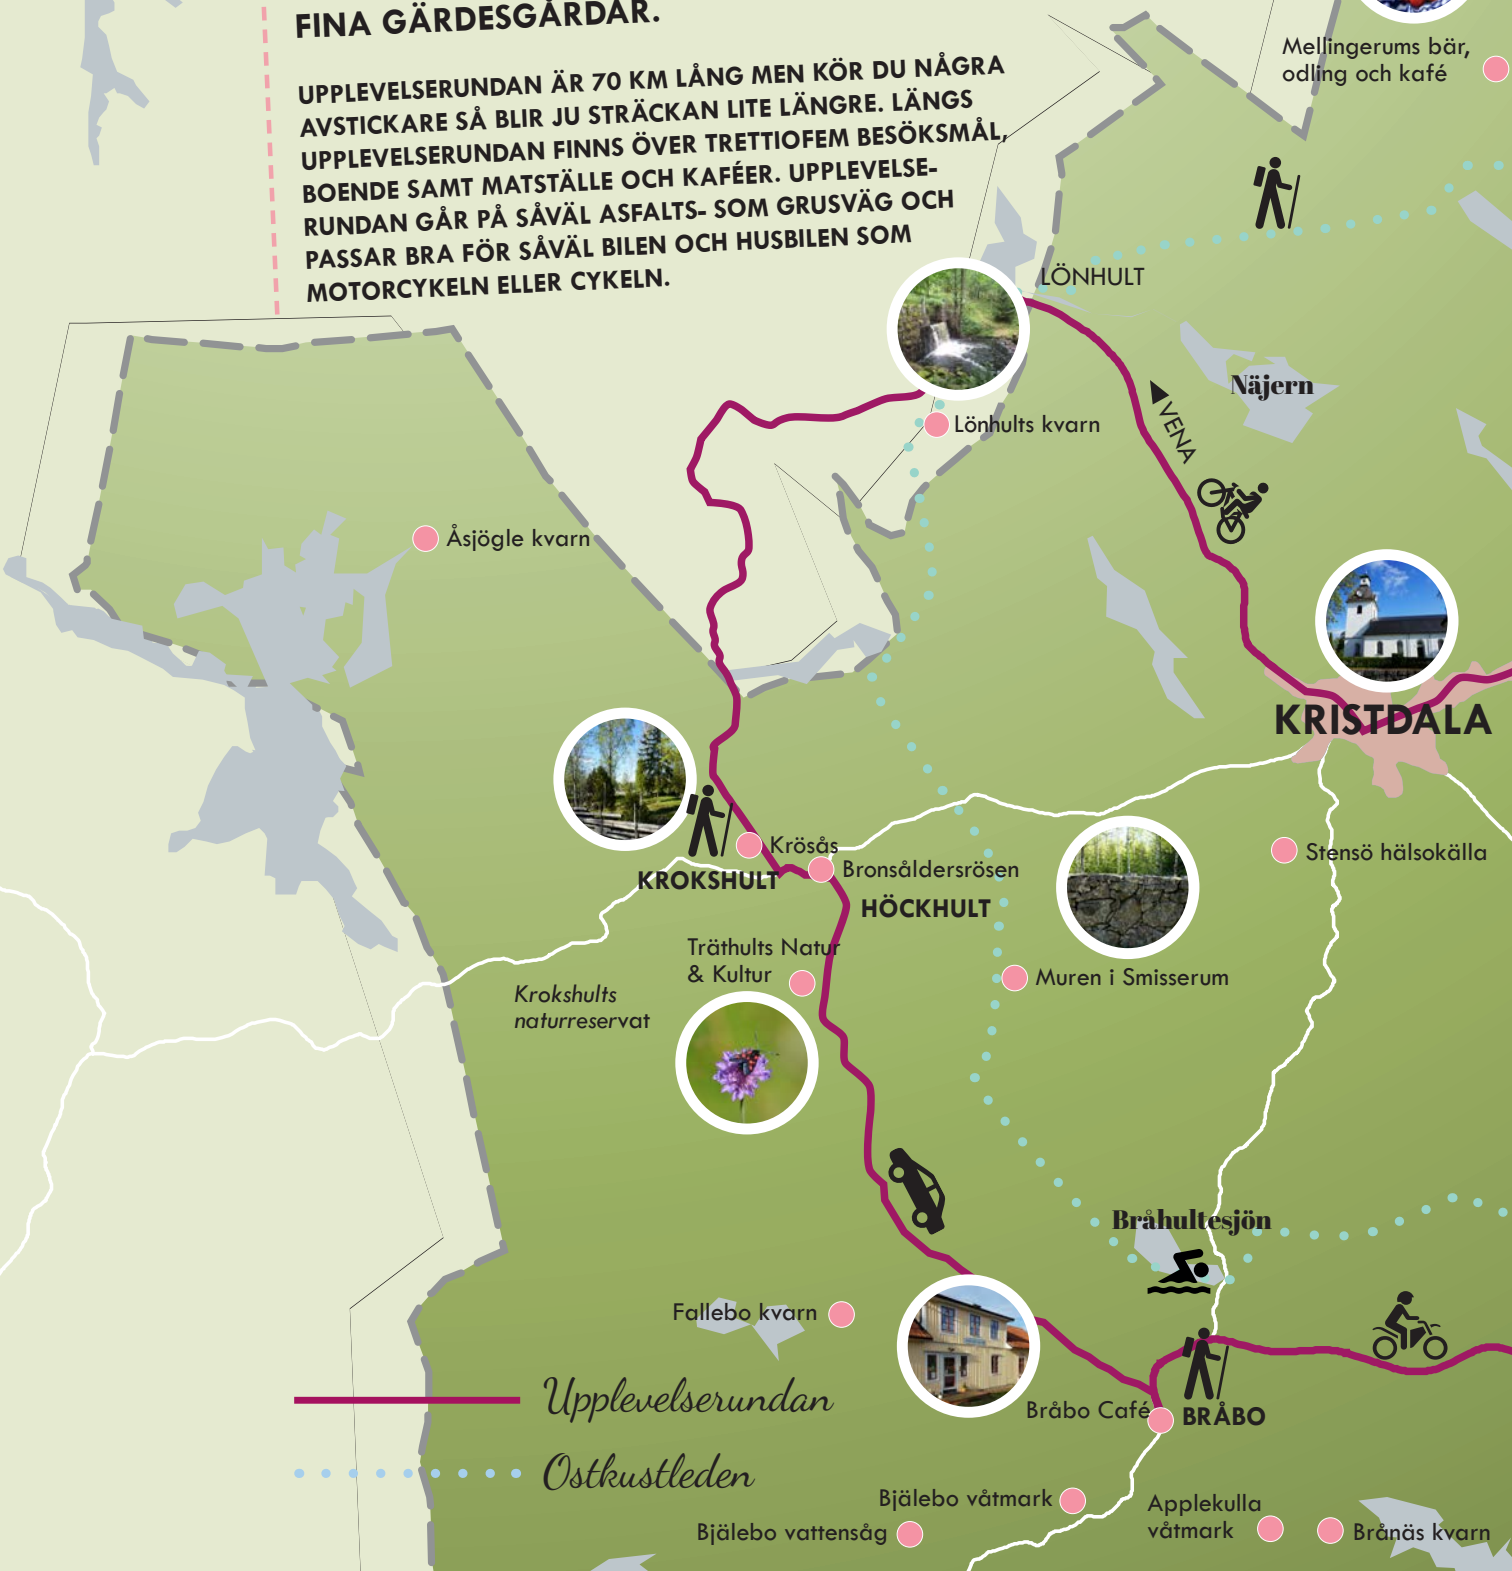 FINA GÄRDESGÅRDAR.
UPPLEVELSERUNDAN ÄR 70 KM LÅNG MEN KÖR DU NÅGRA
AVSTICKARE SÅ BLIR JU STRÄCKAN LITE LÄNGRE. LÄNGS
UPPLEVELSERUNDAN FINNS ÖVER TRETTIOFEM BESÖKSMÅL,
BOENDE SAMT MATSTÄLLE OCH KAFÉER. UPPLEVELSE-
RUNDAN GÅR PÅ SÅVÄL ASFALTS- SOM GRUSVÄG OCH
PASSAR BRA FÖR SÅVÄL BILEN OCH HUSBILEN SOM
MOTORCYKELN ELLER CYKELN.
Mellingerums bär,
odling och kafé
LÖNHULT
Näjern
VENA
Lönhults kvarn
Åsjögle kvarn
KRISTDALA
Krösås
Stensö hälsokälla
Bronsåldersrösen
KROKSHULT
HÖCKHULT
Träthults Natur
& Kultur
Muren i Smisserum
Krokshults
naturreservat
Bråhultesjön
Fallebo kvarn
Upplevelserundan
Bråbo Café
BRÅBO
Ostkustleden
Bjälebo våtmark
Applekulla
våtmark
Bjälebo vattensåg
Brånäs kvarn